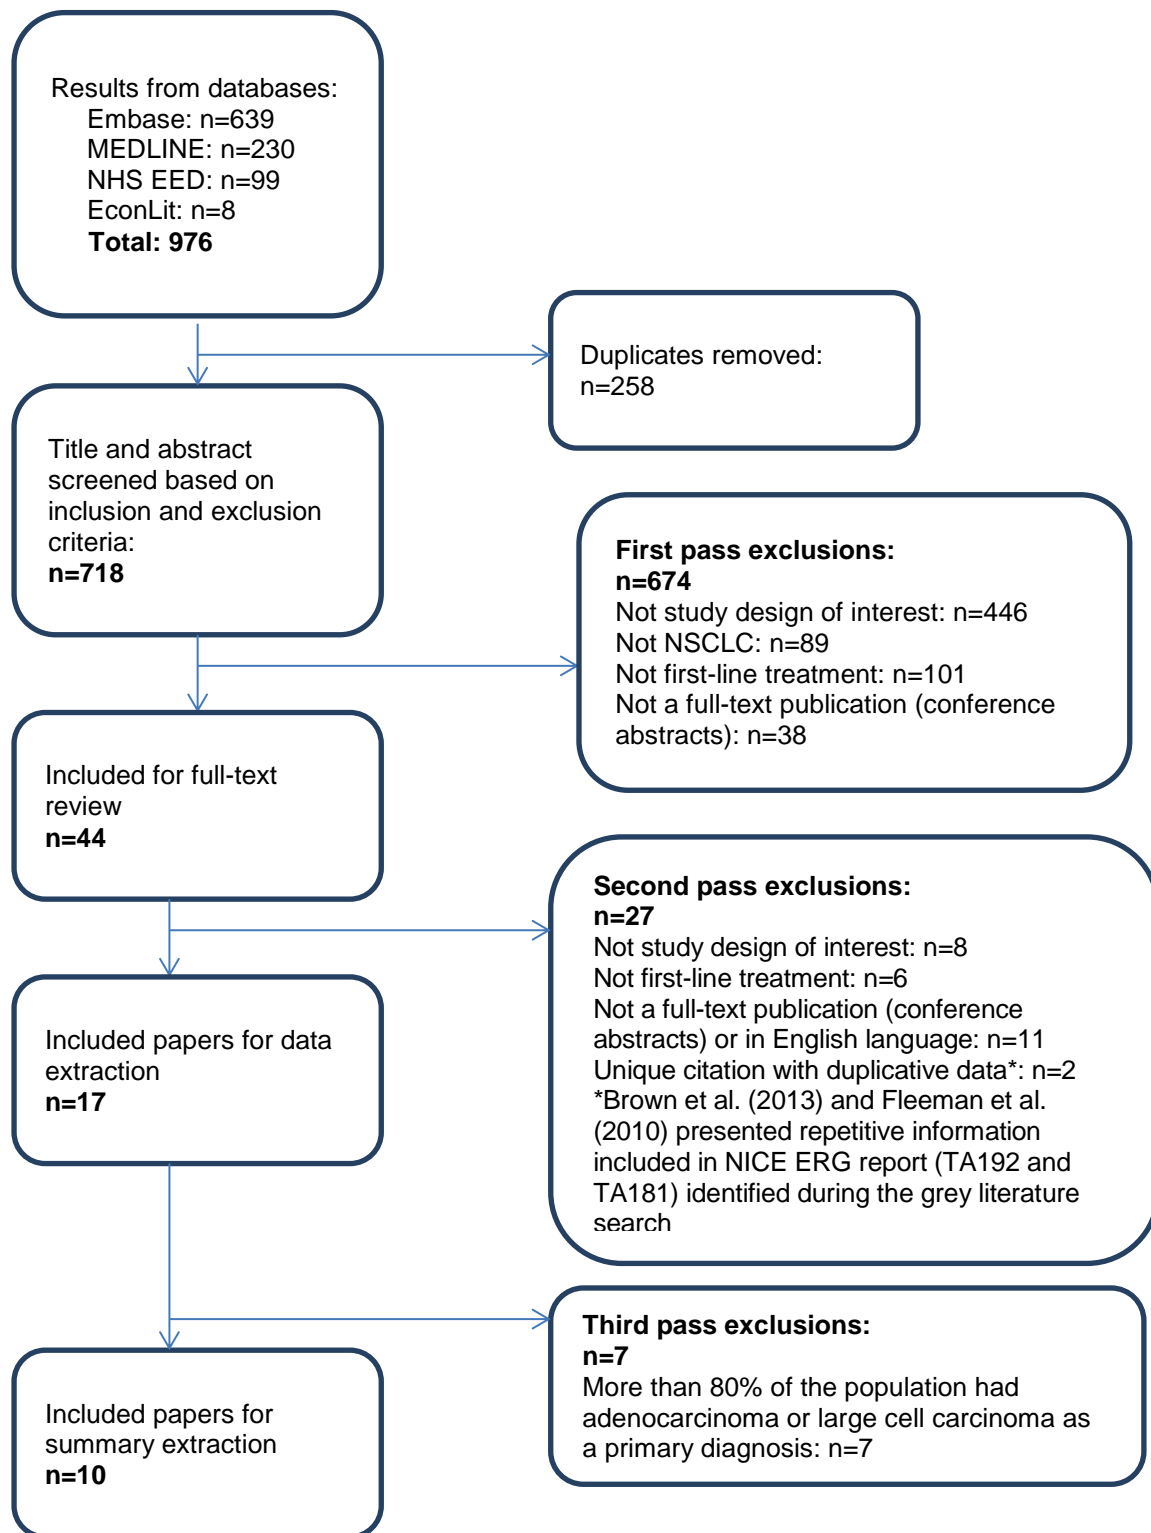 Results from databases:
Embase: n=639
MEDLINE: n=230
NHS EED: n=99
EconLit: n=8
Total: 976
Duplicates removed:
n=258
Title and abstract
screened based on
inclusion and exclusion
criteria:
n=718
First pass exclusions:
n=674
Not study design of interest: n=446
Not NSCLC: n=89
Not first-line treatment: n=101
Not a full-text publication (conference
abstracts): n=38
Included for full-text
review
n=44
Second pass exclusions:
n=27
Not study design of interest: n=8
Not first-line treatment: n=6
Not a full-text publication (conference
abstracts) or in English language: n=11
Unique citation with duplicative data*: n=2
*Brown et al. (2013) and Fleeman et al.
(2010) presented repetitive information
included in NICE ERG report (TA192 and
TA181) identified during the grey literature
search
Included papers for data
extraction
n=17
Third pass exclusions:
n=7
More than 80% of the population had
adenocarcinoma or large cell carcinoma as
a primary diagnosis: n=7
Included papers for
summary extraction
n=10